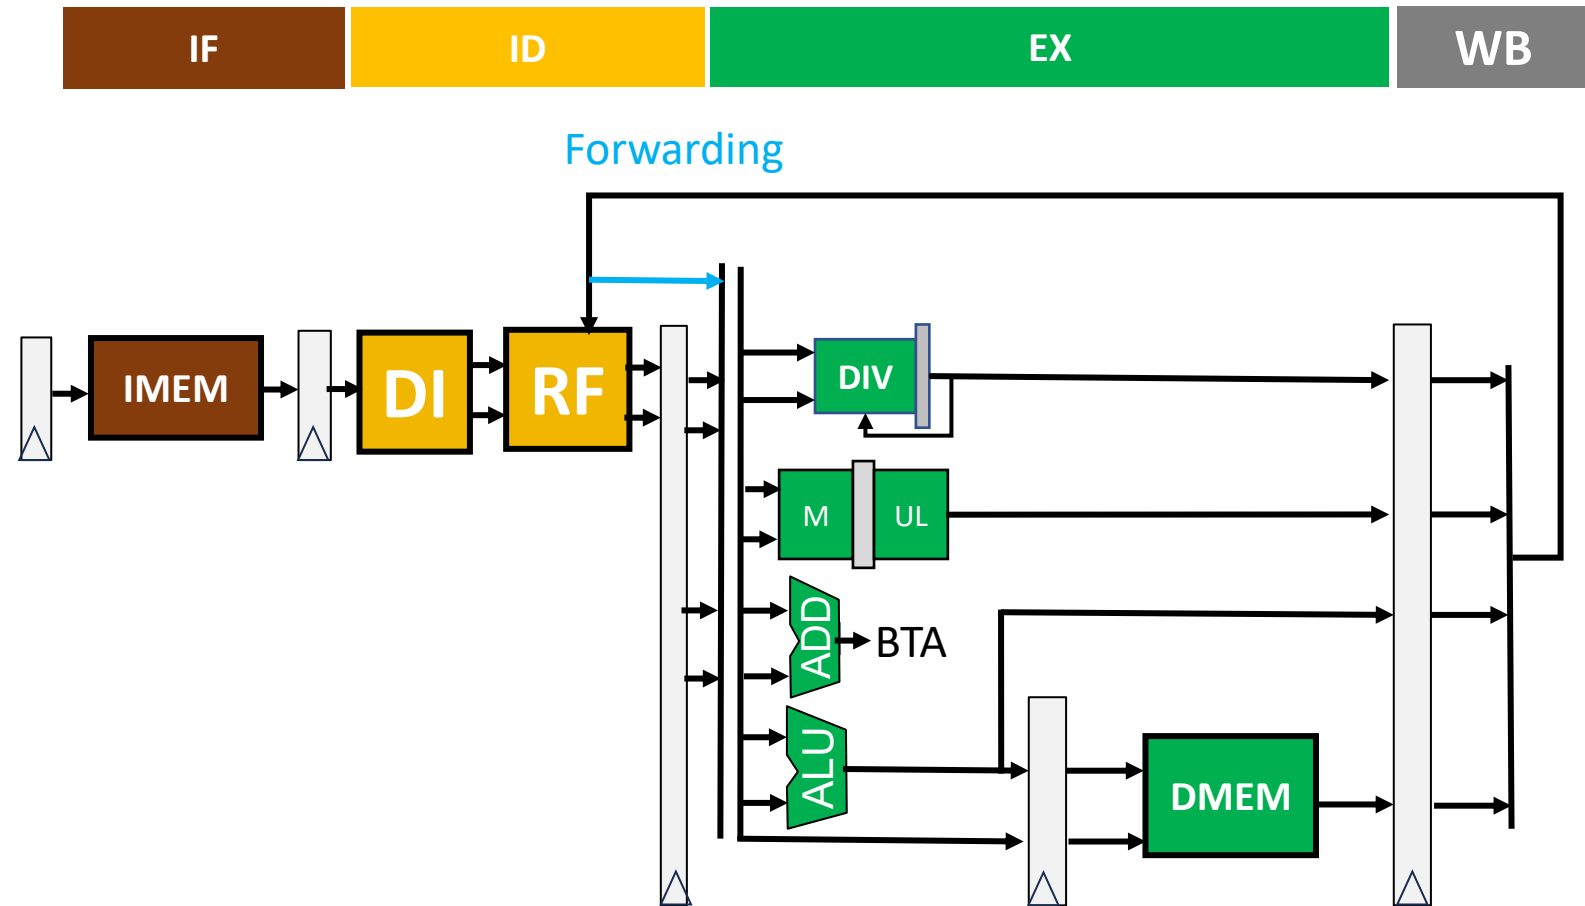 IF
ID
EX
WB
Forwarding
IMEM
DI
RF
DIV
M
UL
ADD
BTA
ALU
DMEM